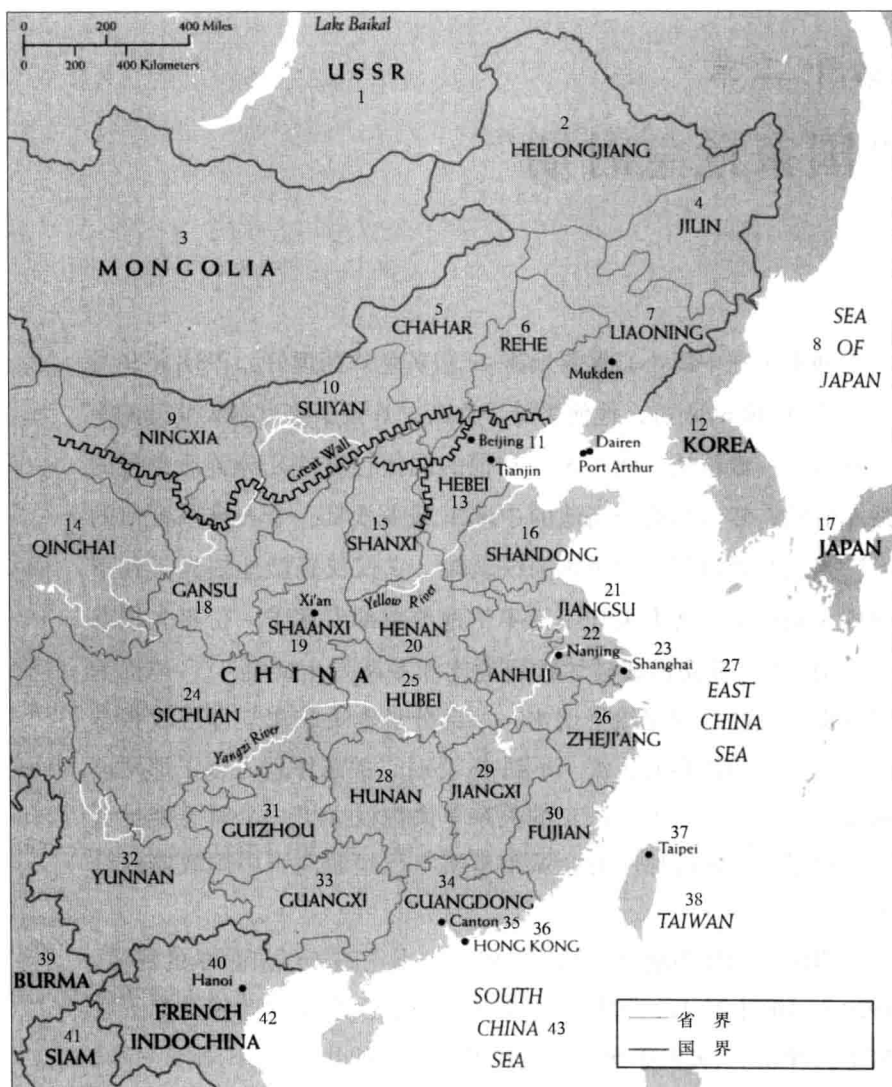 0 200 400 Miles
0 200 400 Kilometers
Lake Baikal
USSR
1
2
HEILONGJIANG
4
JILIN
3
MONGOLIA
5
CHAHAR
6
REHE
7
LIAONING
Mukden
SEA
8 OF
JAPAN
9
NINGXIA
10
SUIYAN
Great Wall
Beijing 11
Tianjin
HEBEI
13
Dairen
Port Arthur
12
KOREA
14
QINGHAI
15
SHANXI
16
SHANDONG
17
JAPAN
GANSU
18
Xi'an
SHAANXI
19
Yellow River
HENAN
20
21
JIANGSU
22
Nanjing
23
Shanghai
CHINA
24
SICHUAN
25
HUBEI
ANHUI
26
ZHEJI'ANG
27
EAST
CHINA
SEA
Yangzi River
28
HUNAN
29
JIANGXI
30
FUJIAN
31
GUIZHOU
32
YUNNAN
33
GUANGXI
34
GUANGDONG
Canton 35
36
HONG KONG
37
Taipei
38
TAIWAN
39
BURMA
40
Hanoi
FRENCH
INDOCHINA 42
41
SIAM
SOUTH
CHINA 43
SEA
省 界
国 界